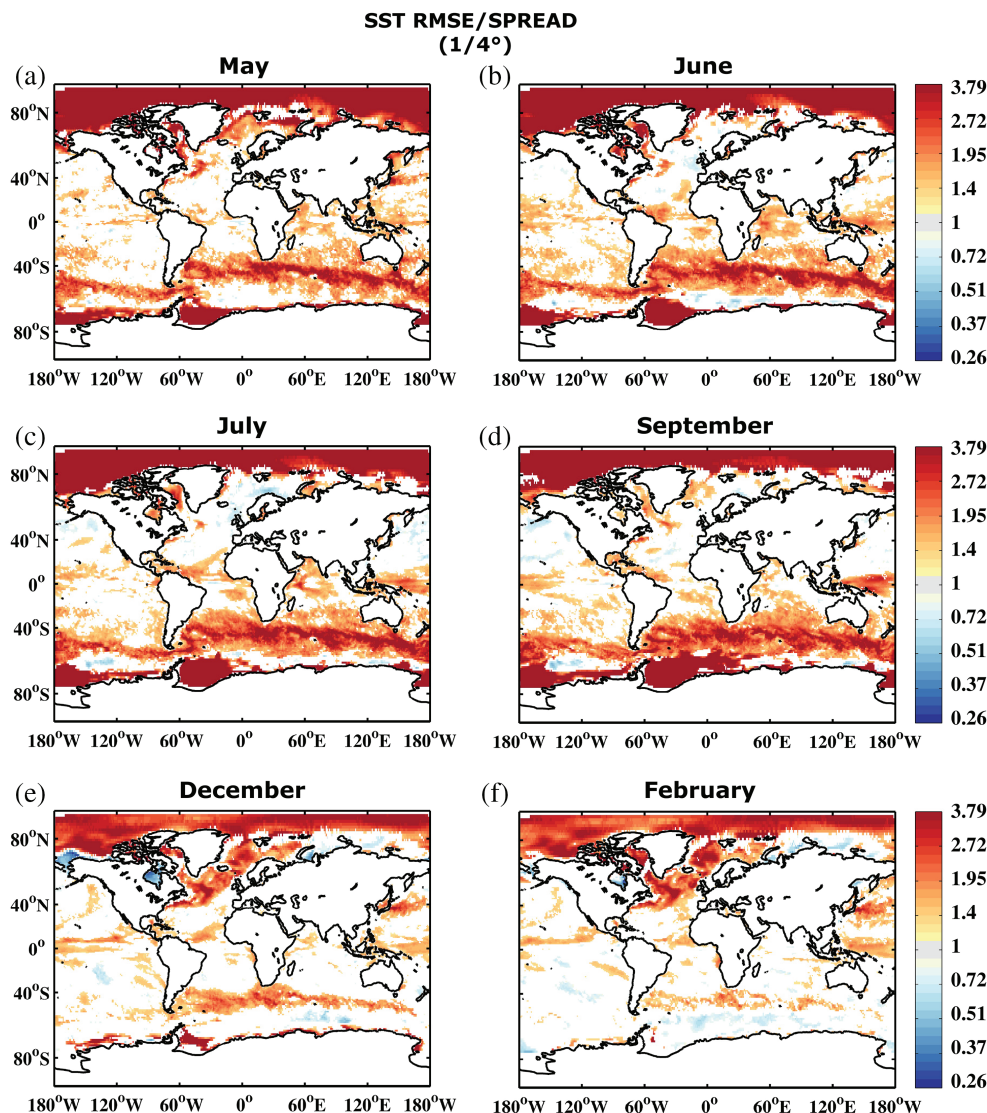 SST RMSE/SPREAD
(1/4°)
(a) May
(b) June
80°N
40°N
0°
40°S
80°S
180°W 120°W 60°W 0° 60°E 120°E 180°W
180°W 120°W 60°W 0° 60°E 120°E 180°W
3.79
2.72
1.95
1.4
1
0.72
0.51
0.37
0.26
(c) July
(d) September
80°N
40°N
0°
40°S
80°S
180°W 120°W 60°W 0° 60°E 120°E 180°W
180°W 120°W 60°W 0° 60°E 120°E 180°W
3.79
2.72
1.95
1.4
1
0.72
0.51
0.37
0.26
(e) December
(f) February
80°N
40°N
0°
40°S
80°S
180°W 120°W 60°W 0° 60°E 120°E 180°W
180°W 120°W 60°W 0° 60°E 120°E 180°W
3.79
2.72
1.95
1.4
1
0.72
0.51
0.37
0.26